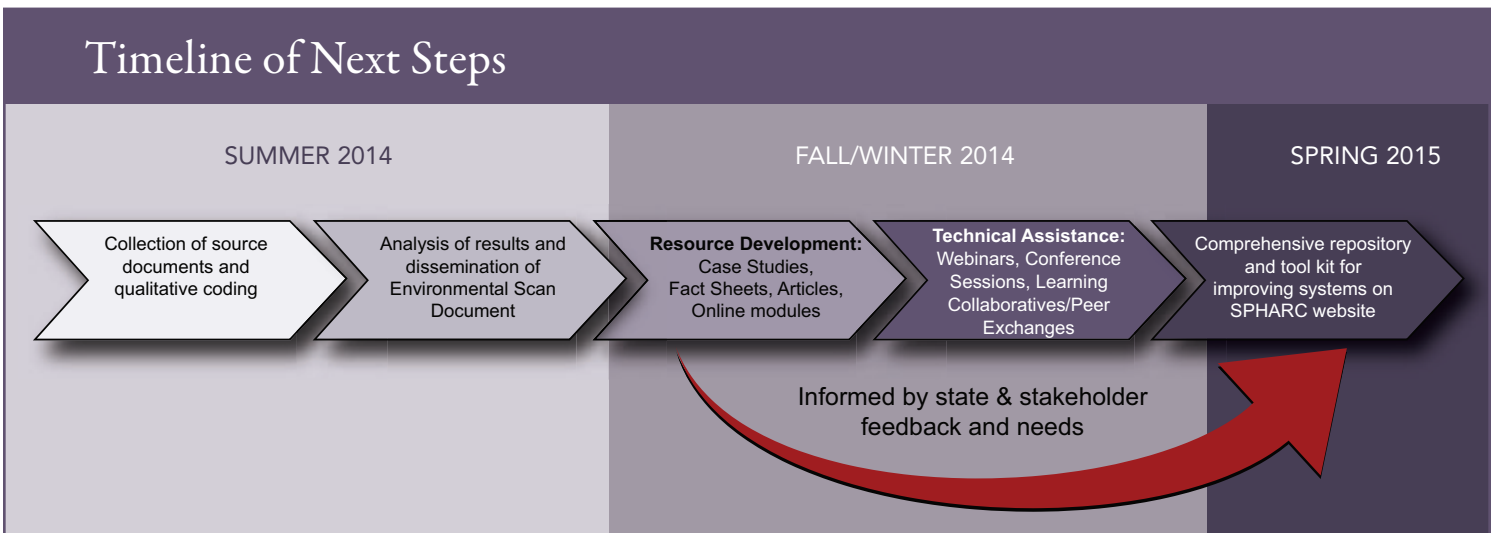 Timeline of Next Steps
SUMMER 2014
FALL/WINTER 2014
SPRING 2015
Collection of source
documents and
qualitative coding
Analysis of results and
dissemination of
Environmental Scan
Document
Resource Development:
Case Studies,
Fact Sheets, Articles,
Online modules
Technical Assistance:
Webinars, Conference
Sessions, Learning
Collaboratives/Peer
Exchanges
Comprehensive repository
and tool kit for
improving systems on
SPHARC website
Informed by state & stakeholder
feedback and needs